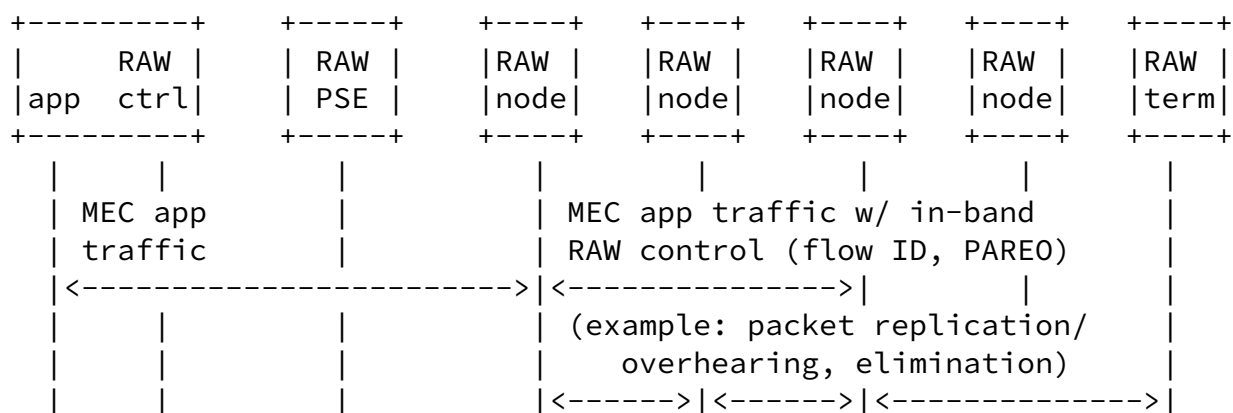 +---------+   +-----+   +----+   +----+   +----+   +----+   +----+
|     RAW |   | RAW |   |RAW |   |RAW |   |RAW |   |RAW |   |RAW |
|app  ctrl|   | PSE |   |node|   |node|   |node|   |node|   |term|
+---------+   +-----+   +----+   +----+   +----+   +----+   +----+
  |    |         |         |        |        |        |        |
  | MEC app      |         | MEC app traffic w/ in-band        |
  | traffic      |         | RAW control (flow ID, PAREO)      |
  |<---------------------->|<--------------->|        |        |
  |    |         |         | (example: packet replication/     |
  |    |         |         |    overhearing, elimination)      |
  |    |         |         |<------>|<------>|<--------------->|